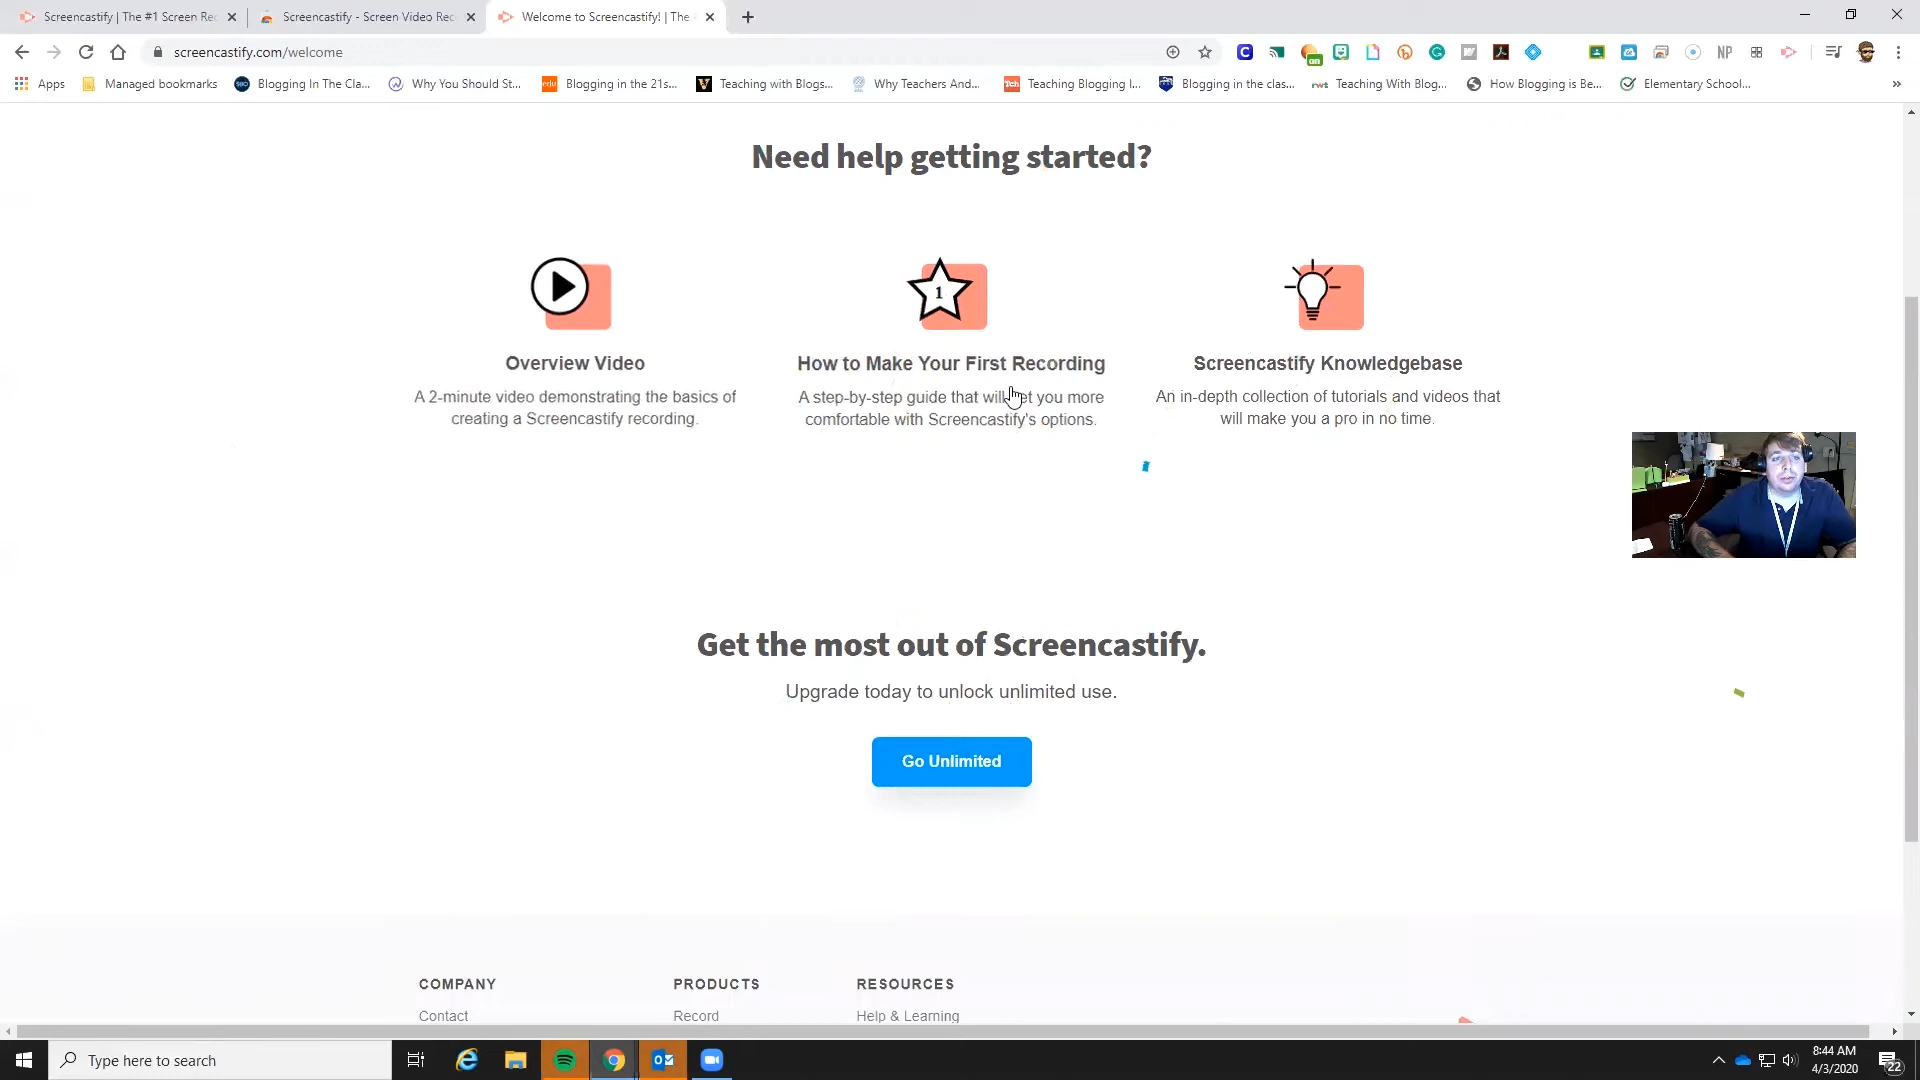 Screencastify | The #1 Screen Rec
Screencastify - Screen Video Rec
Welcome to Screencastify! | The
screencastify.com/welcome
Apps
Managed bookmarks
Blogging In The Cla...
Why You Should St...
Blogging in the 21s...
Teaching with Blogs...
Why Teachers And...
Teaching Blogging I...
Blogging in the clas...
Teaching With Blog...
How Blogging is Be...
Elementary School...
Need help getting started?
1
Overview Video
A 2-minute video demonstrating the basics of
creating a Screencastify recording.
How to Make Your First Recording
A step-by-step guide that will you more
comfortable with Screencastify's options.
Screencastify Knowledgebase
An in-depth collection of tutorials and videos that
will make you a pro in no time.
Get the most out of Screencastify.
Upgrade today to unlock unlimited use.
Go Unlimited
COMPANY
Contact
PRODUCTS
Record
RESOURCES
Help & Learning
Type here to search
8:44 AM
4/3/2020
22